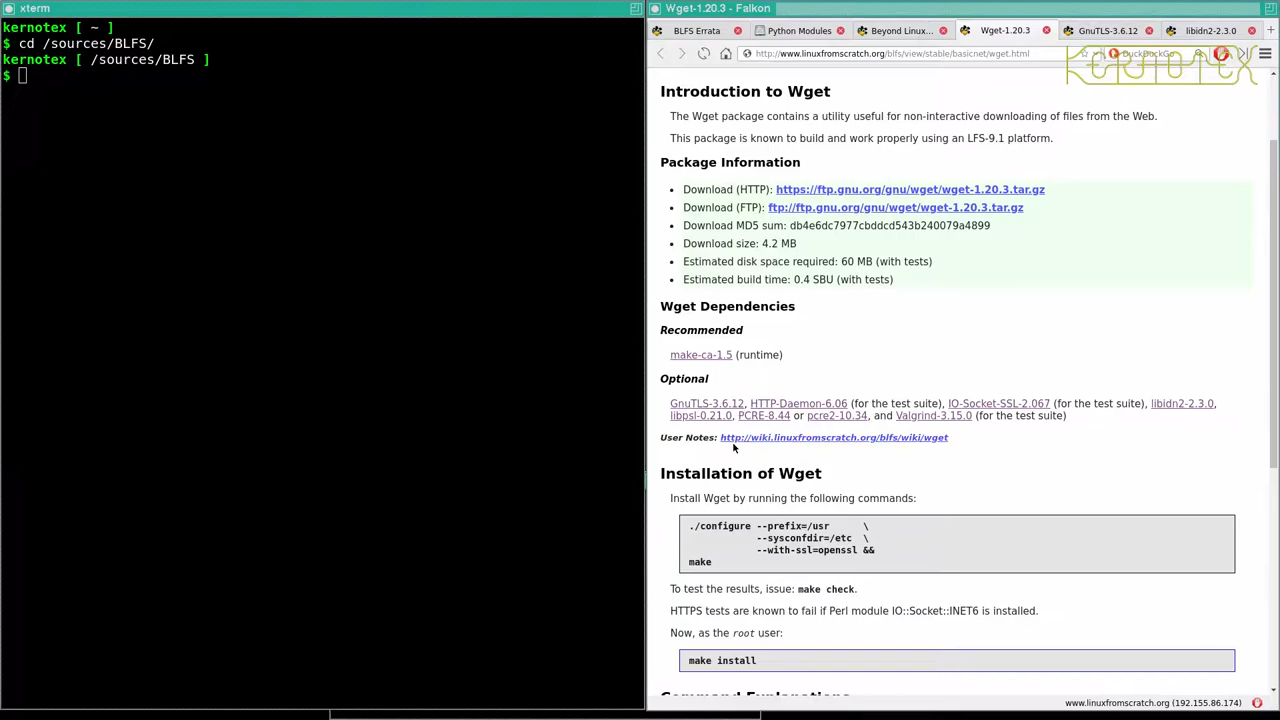 xterm
kernotex [ ~ ]
$ cd /sources/BLFS/
kernotex [ /sources/BLFS ]
$
Wget-1.20.3 - Falkon
BLFS Errata
Python Modules
Beyond Linux...
Wget-1.20.3
GnuTLS-3.6.12
libidn2-2.3.0
http://www.linuxfromscratch.org/blfs/view/stable/basicnet/wget.html
DuckDuckGo
KERNOTEX
Introduction to Wget
The Wget package contains a utility useful for non-interactive downloading of files from the Web.
This package is known to build and work properly using an LFS-9.1 platform.
Package Information
• Download (HTTP): https://ftp.gnu.org/gnu/wget/wget-1.20.3.tar.gz
• Download (FTP): ftp://ftp.gnu.org/gnu/wget/wget-1.20.3.tar.gz
• Download MD5 sum: db4e6dc7977cbddcd543b240079a4899
• Download size: 4.2 MB
• Estimated disk space required: 60 MB (with tests)
• Estimated build time: 0.4 SBU (with tests)
Wget Dependencies
Recommended
make-ca-1.5 (runtime)
Optional
GnuTLS-3.6.12, HTTP-Daemon-6.06 (for the test suite), IO-Socket-SSL-2.067 (for the test suite), libidn2-2.3.0,
libpsl-0.21.0, PCRE-8.44 or pcre2-10.34, and Valgrind-3.15.0 (for the test suite)
User Notes: http://wiki.linuxfromscratch.org/blfs/wiki/wget
Installation of Wget
Install Wget by running the following commands:
./configure --prefix=/usr \
--sysconfdir=/etc \
--with-ssl=openssl &&
make
To test the results, issue: make check.
HTTPS tests are known to fail if Perl module IO::Socket::INET6 is installed.
Now, as the root user:
make install
Command Explanations
www.linuxfromscratch.org (192.155.86.174)